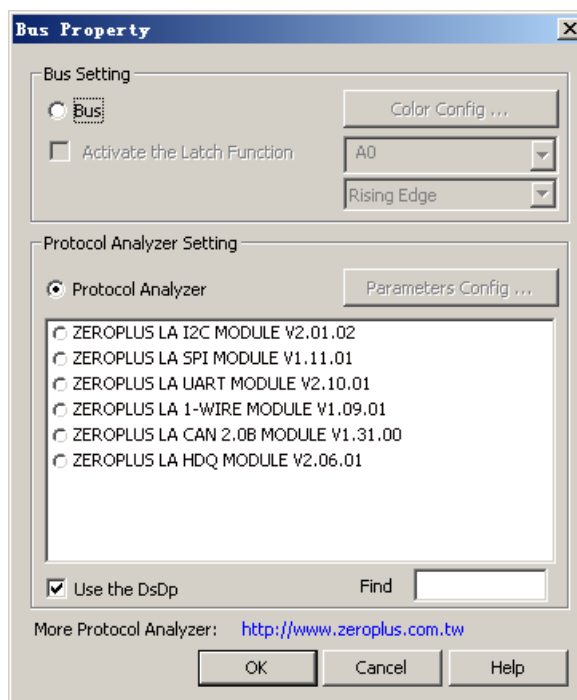 Bus Property
Bus Setting
Bus
Color Config ...
Activate the Latch Function
A0
Rising Edge
Protocol Analyzer Setting
Protocol Analyzer
Parameters Config ...
ZEROPLUS LA I2C MODULE V2.01.02
ZEROPLUS LA SPI MODULE V1.11.01
ZEROPLUS LA UART MODULE V2.10.01
ZEROPLUS LA 1-WIRE MODULE V1.09.01
ZEROPLUS LA CAN 2.0B MODULE V1.31.00
ZEROPLUS LA HDQ MODULE V2.06.01
Use the DsDp
Find
More Protocol Analyzer: http://www.zeroplus.com.tw
OK Cancel Help